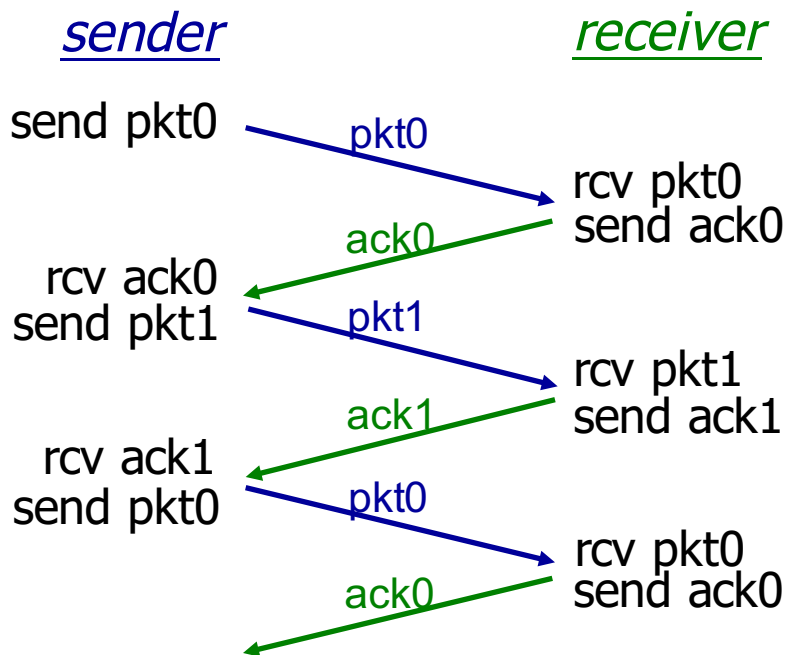 sender receiver
send pkt0
pkt0
rcv pkt0
send ack0
ack0
rcv ack0
send pkt1
pkt1
rcv pkt1
send ack1
ack1
rcv ack1
send pkt0
pkt0
rcv pkt0
send ack0
ack0